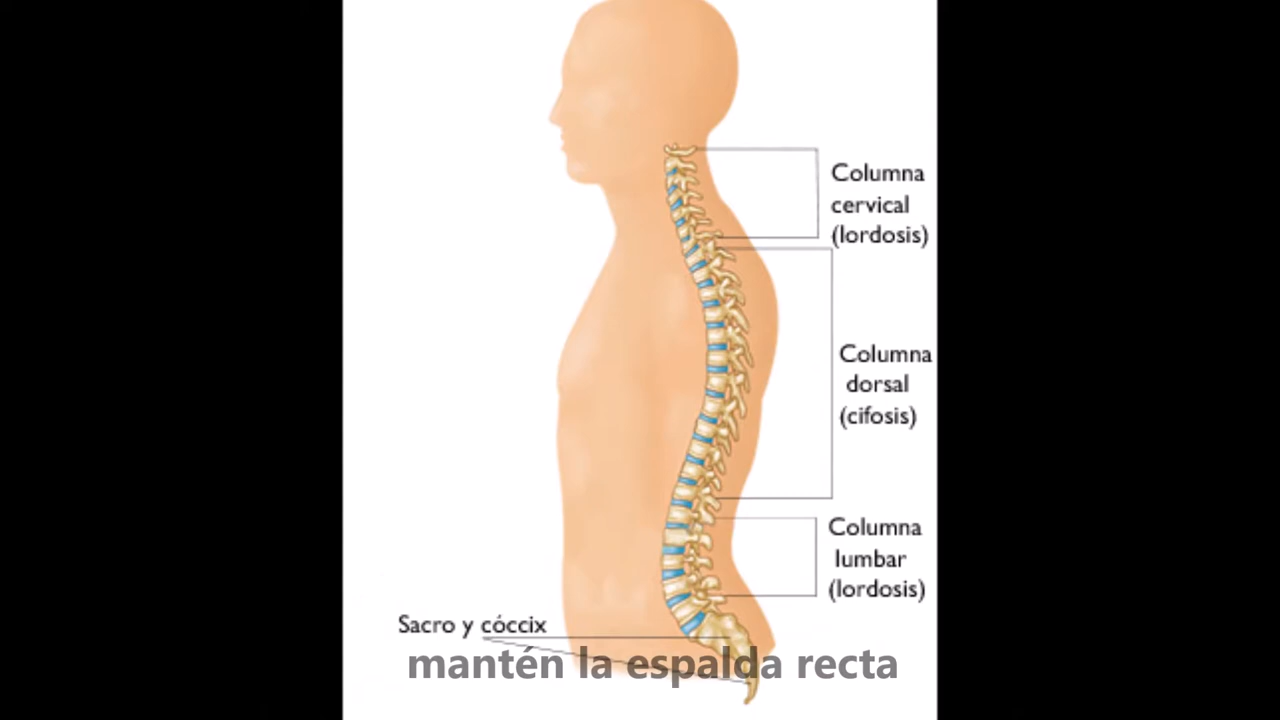 Columna
cervical
(lordosis)
Columna
dorsal
(cifosis)
Columna
lumbar
(lordosis)
Sacro y cóccix
mantén la espalda recta